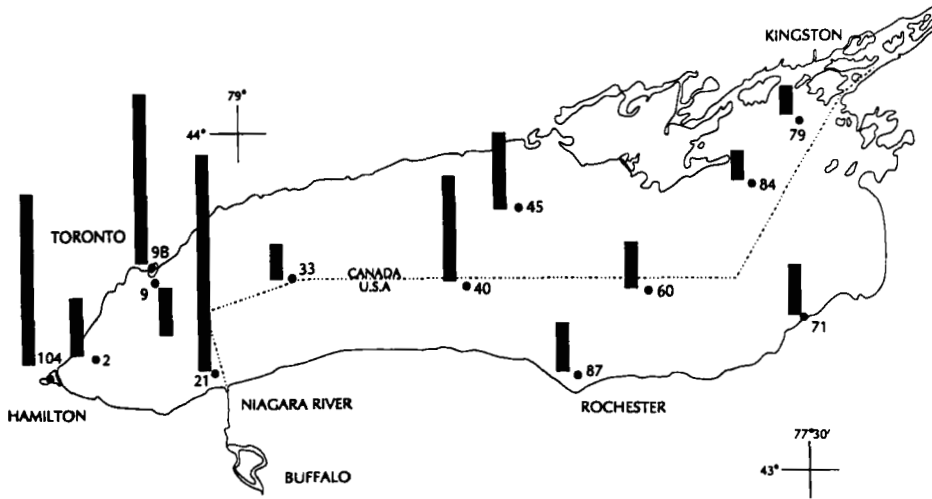 KINGSTON
79°
44°
79
84
45
TORONTO
9B
9
33
CANADA
U.S.A
40
60
71
104
2
21
87
HAMILTON
NIAGARA RIVER
ROCHESTER
77°30'
43°
BUFFALO